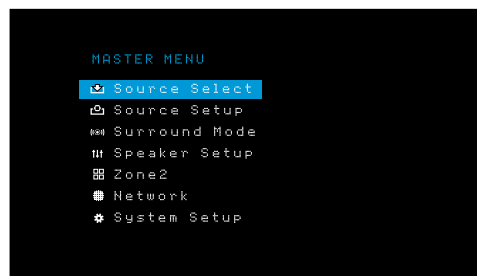 MASTER MENU
Source Select
Source Setup
Surround Mode
Speaker Setup
Zone2
Network
System Setup